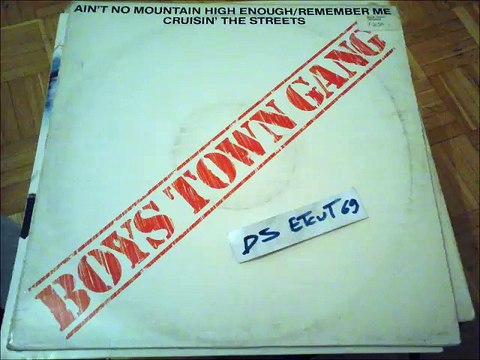 AIN'T NO MOUNTAIN HIGH ENOUGH/REMEMBER ME
CRUISIN' THE STREETS
BOYS TOWN GANG
DS ETEUT 69